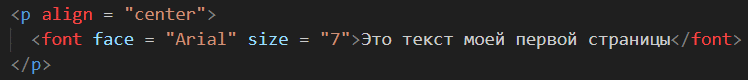 <p align = "center">
<font face = "Arial" size = "7">Это текст моей первой страницы</font>
</p>